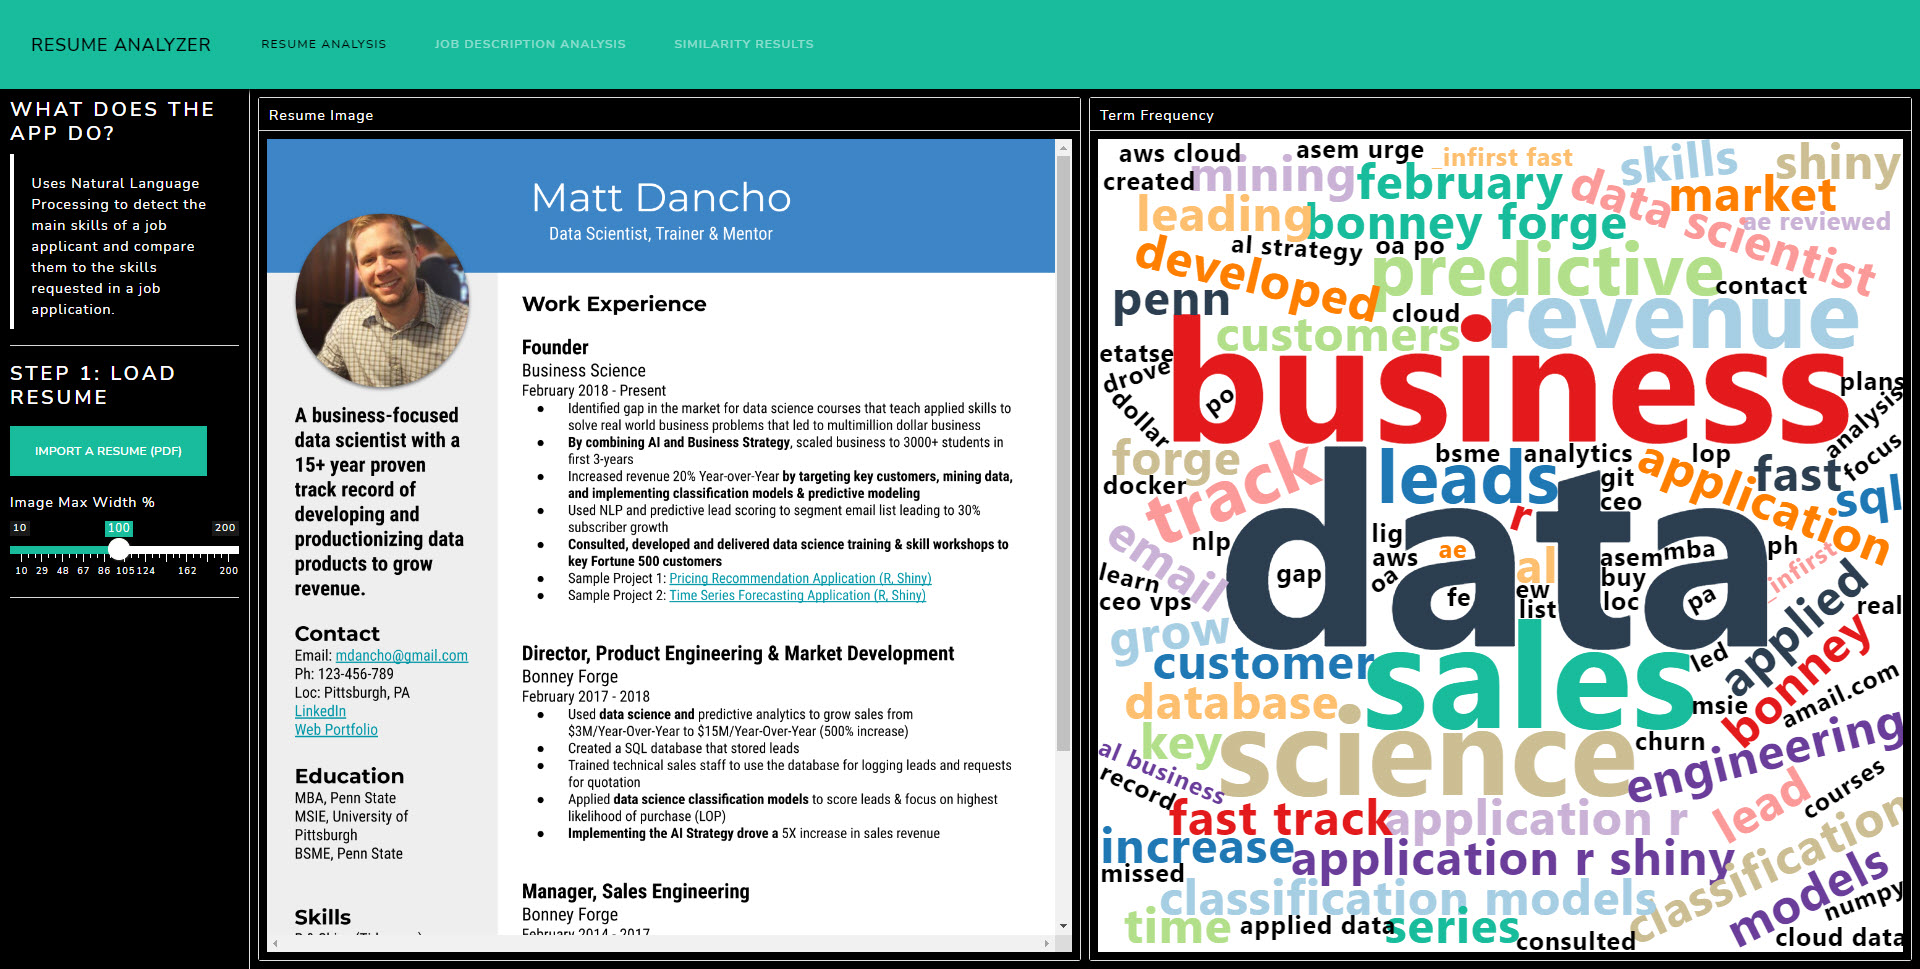 RESUME ANALYZER
RESUME ANALYSIS
JOB DESCRIPTION ANALYSIS
SIMILARITY RESULTS
WHAT DOES THE
APP DO?
Uses Natural Language
Processing to detect the
main skills of a job
applicant and compare
them to the skills
requested in a job
application.
STEP 1: LOAD
RESUME
IMPORT A RESUME (PDF)
Image Max Width %
10 100 200
10 29 48 67 86 105 124 162 200
Resume Image
Matt Dancho
Data Scientist, Trainer & Mentor
A business-focused
data scientist with a
15+ year proven
track record of
developing and
productionizing data
products to grow
revenue.
Contact
Email: mdancho@gmail.com
Ph: 123-456-789
Loc: Pittsburgh, PA
LinkedIn
Web Portfolio
Education
MBA, Penn State
MSIE, University of
Pittsburgh
BSME, Penn State
Skills
Work Experience
Founder
Business Science
February 2018 - Present
● Identified gap in the market for data science courses that teach applied skills to
solve real world business problems that led to multimillion dollar business
● By combining AI and Business Strategy, scaled business to 3000+ students in
first 3-years
● Increased revenue 20% Year-over-Year by targeting key customers, mining data,
and implementing classification models & predictive modeling
● Used NLP and predictive lead scoring to segment email list leading to 30%
subscriber growth
● Consulted, developed and delivered data science training & skill workshops to
key Fortune 500 customers
● Sample Project 1: Pricing Recommendation Application (R, Shiny)
● Sample Project 2: Time Series Forecasting Application (R, Shiny)
Director, Product Engineering & Market Development
Bonney Forge
February 2017 - 2018
● Used data science and predictive analytics to grow sales from
$3M/Year-Over-Year to $15M/Year-Over-Year (500% increase)
● Created a SQL database that stored leads
● Trained technical sales staff to use the database for logging leads and requests
for quotation
● Applied data science classification models to score leads & focus on highest
likelihood of purchase (LOP)
● Implementing the AI Strategy drove a 5X increase in sales revenue
Manager, Sales Engineering
Bonney Forge
February 2014 - 2017
Term Frequency
aws cloud
asem urge
_infirst fast
skills
shiny
created
mining
february
data scientist
market
leading
bonney forge
ae reviewed
developed
al strategy
oa po
predictive
contact
penn
cloud
revenue
customers
business
etatse
drove
po
plans
dollar
analysis
forge
track
bsme
analytics
lop
focus
docker
leads
git
ceo
application
fast
sql
data
r
email
nlp
lig
aws
ae
al
asem
mba
ph
_infirst
learn
gap
oa
buy
ceo vps
fe
ew
list
loc
pa
applied
real
grow
customer
sales
led
bonney
database
msie
amail.com
key
science
churn
engineering
al business
record
courses
fast track
application r
lead
increase
application r shiny
classification
missed
classification models
models
numpy
time
applied data
series
consulted
cloud data